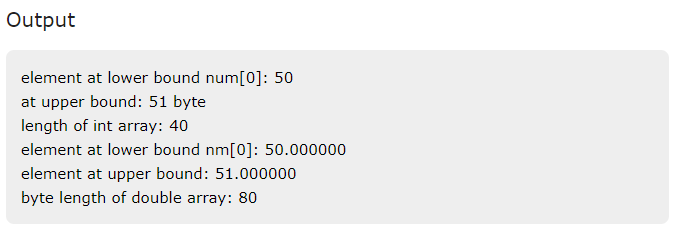 Output
element at lower bound num[0]: 50
at upper bound: 51 byte
length of int array: 40
element at lower bound nm[0]: 50.000000
element at upper bound: 51.000000
byte length of double array: 80